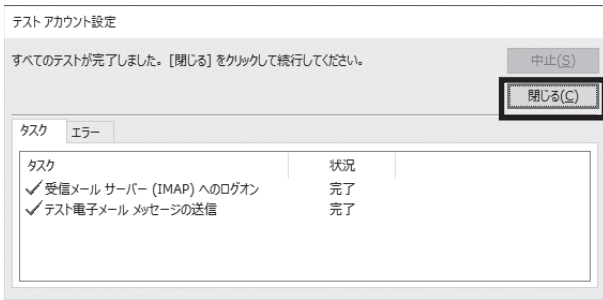 テスト アカウント設定
すべてのテストが完了しました。[閉じる] をクリックして続行してください。
中止(S)
閉じる(C)
タスク エラー
タスク 状況
受信メール サーバー (IMAP) へのログオン 完了
テスト電子メール メッセージの送信 完了